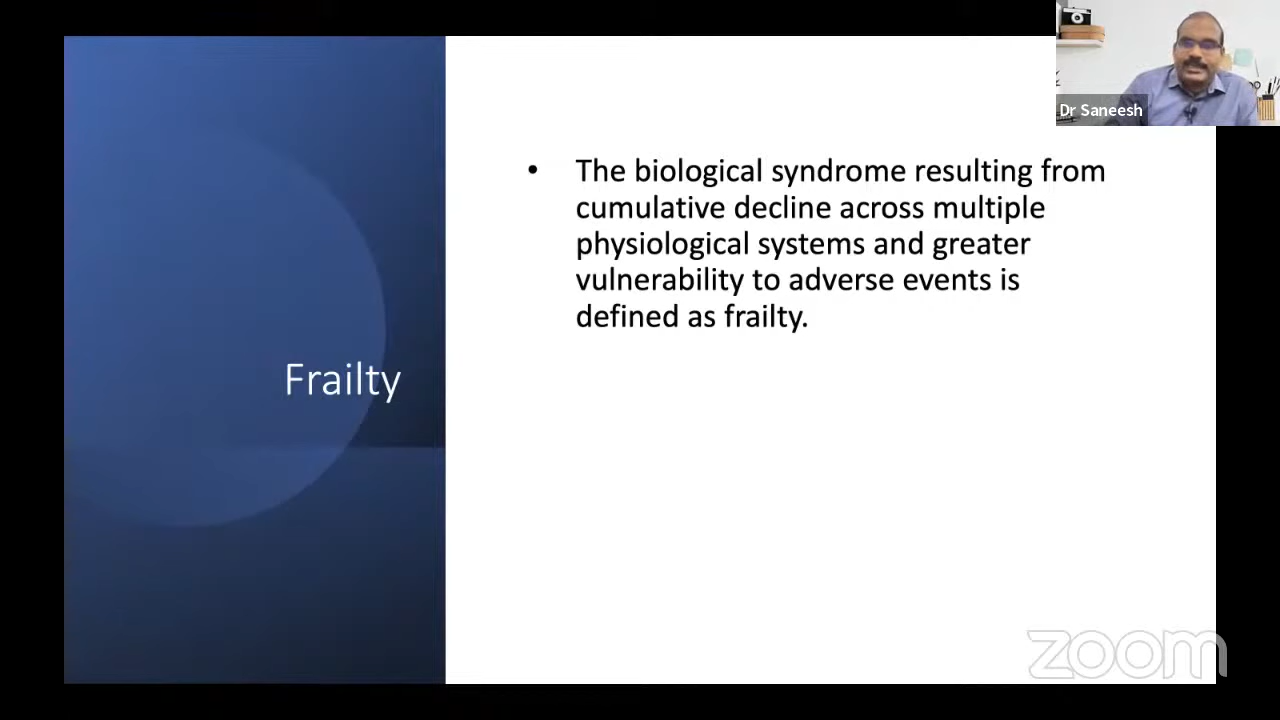 Dr Saneesh
• The biological syndrome resulting from
cumulative decline across multiple
physiological systems and greater
vulnerability to adverse events is
defined as frailty.
Frailty
zoom